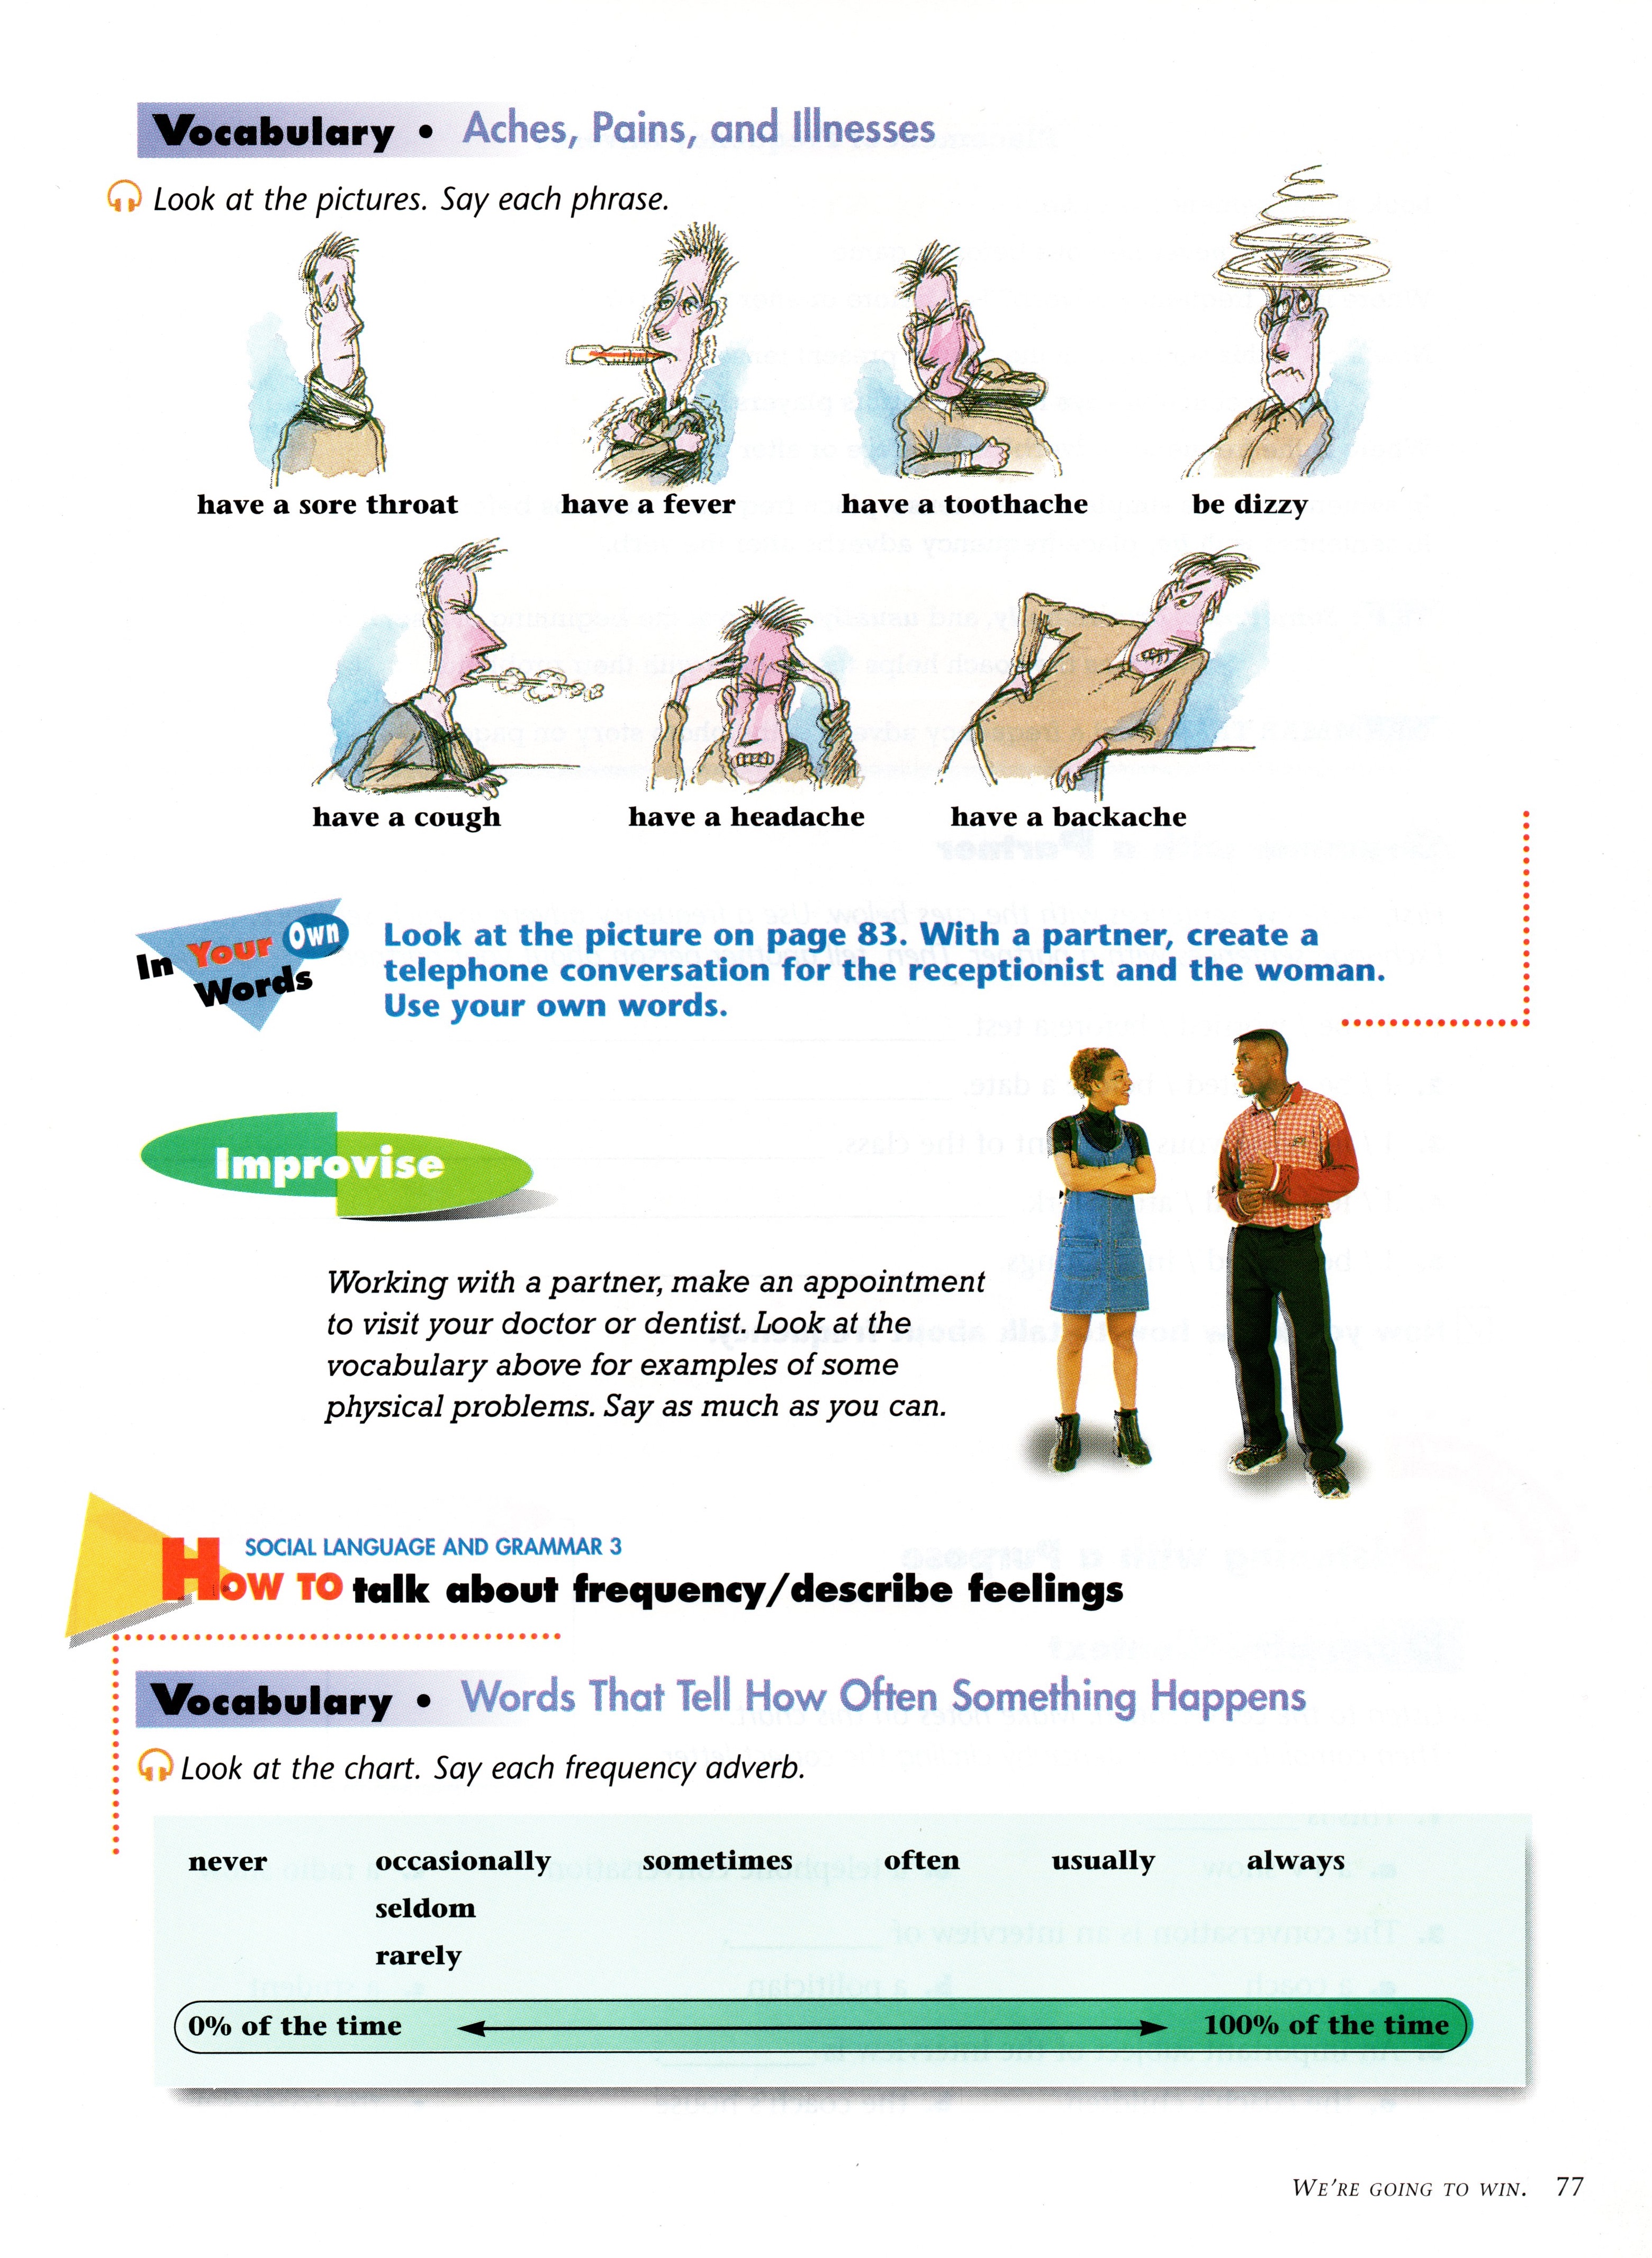 Vocabulary • Aches, Pains, and Illnesses
Look at the pictures. Say each phrase.
have a sore throat have a fever have a toothache be dizzy
have a cough have a headache have a backache
In Your Own Words
Look at the picture on page 83. With a partner, create a
telephone conversation for the receptionist and the woman.
Use your own words.
Improvise
Working with a partner, make an appointment
to visit your doctor or dentist. Look at the
vocabulary above for examples of some
physical problems. Say as much as you can.
SOCIAL LANGUAGE AND GRAMMAR 3
HOW TO talk about frequency/describe feelings
Vocabulary • Words That Tell How Often Something Happens
Look at the chart. Say each frequency adverb.
never occasionally sometimes often usually always
seldom
rarely
0% of the time 100% of the time
WE'RE GOING TO WIN. 77